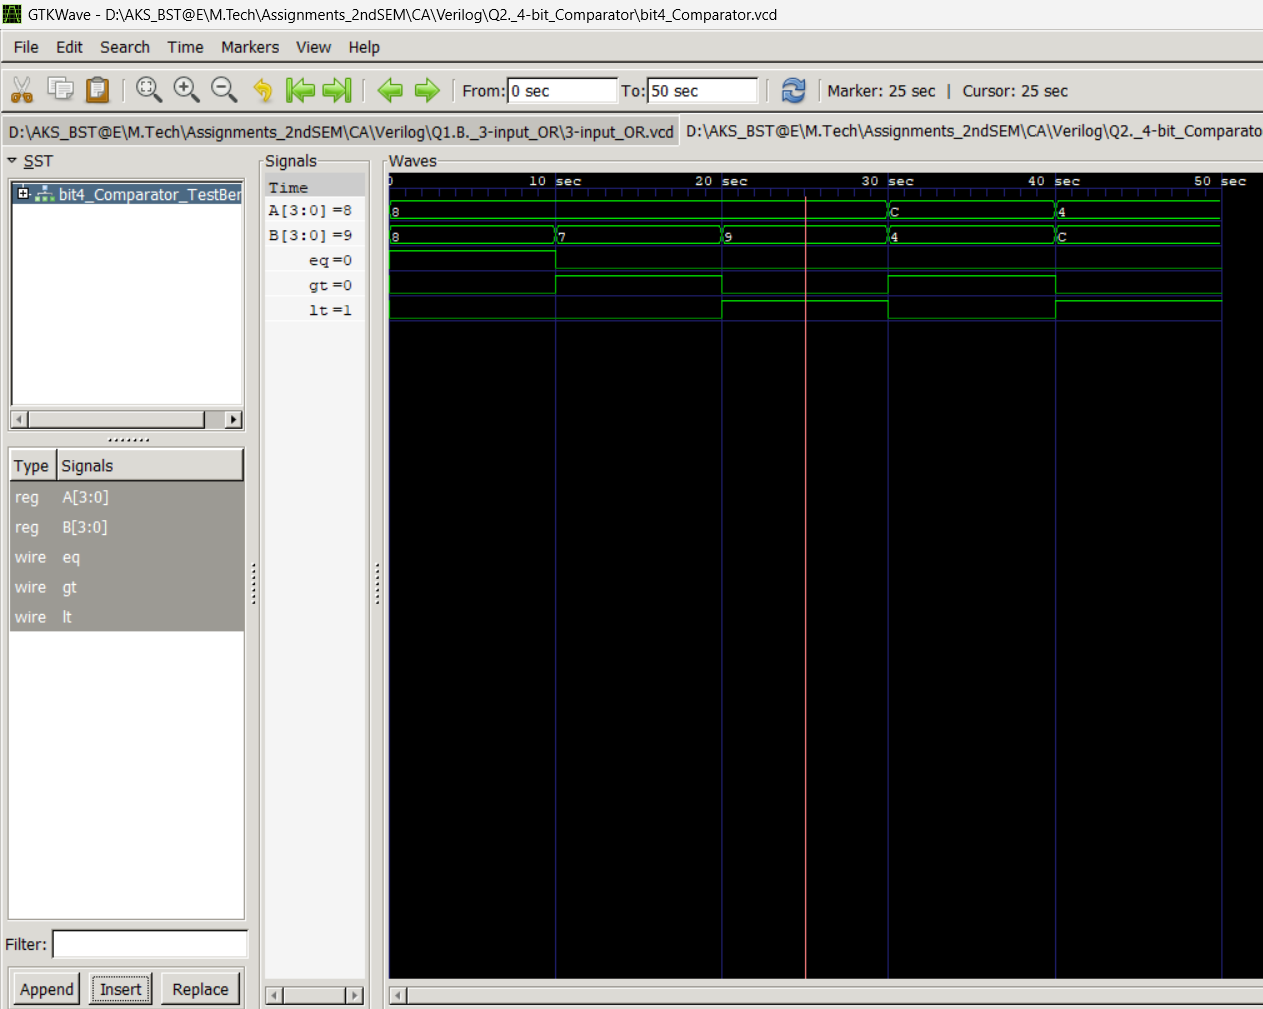 GTKWave - D:\AKS_BST@E\M.Tech\Assignments_2ndSEM\CA\Verilog\Q2._4-bit_Comparator\bit4_Comparator.vcd
File Edit Search Time Markers View Help
From: 0 sec To: 50 sec Marker: 25 sec | Cursor: 25 sec
D:\AKS_BST@E\M.Tech\Assignments_2ndSEM\CA\Verilog\Q1.B._3-input_OR\3-input_OR.vcd D:\AKS_BST@E\M.Tech\Assignments_2ndSEM\CA\Verilog\Q2._4-bit_Comparato
SST
bit4_Comparator_TestBer
Type Signals
reg A[3:0]
reg B[3:0]
wire eq
wire gt
wire lt
Filter:
Append Insert Replace
Signals
Time
A[3:0] =8
B[3:0] =9
eq =0
gt =0
lt =1
Waves
0 10 sec 20 sec 30 sec 40 sec 50 sec
8 C 4
8 7 9 4 C